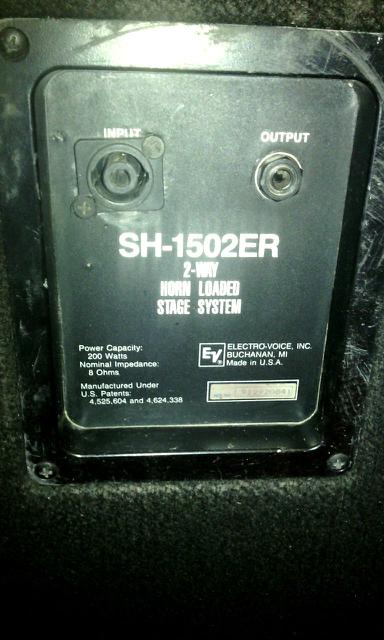 INPUT
OUTPUT
SH-1502ER
2-WAY
HORN LOADED
STAGE SYSTEM
Power Capacity:
200 Watts
Nominal Impedance:
8 Ohms
Manufactured Under
U.S. Patents:
4,525,604 and 4,624,338
EV
ELECTRO-VOICE, INC.
BUCHANAN, MI
Made in U.S.A.